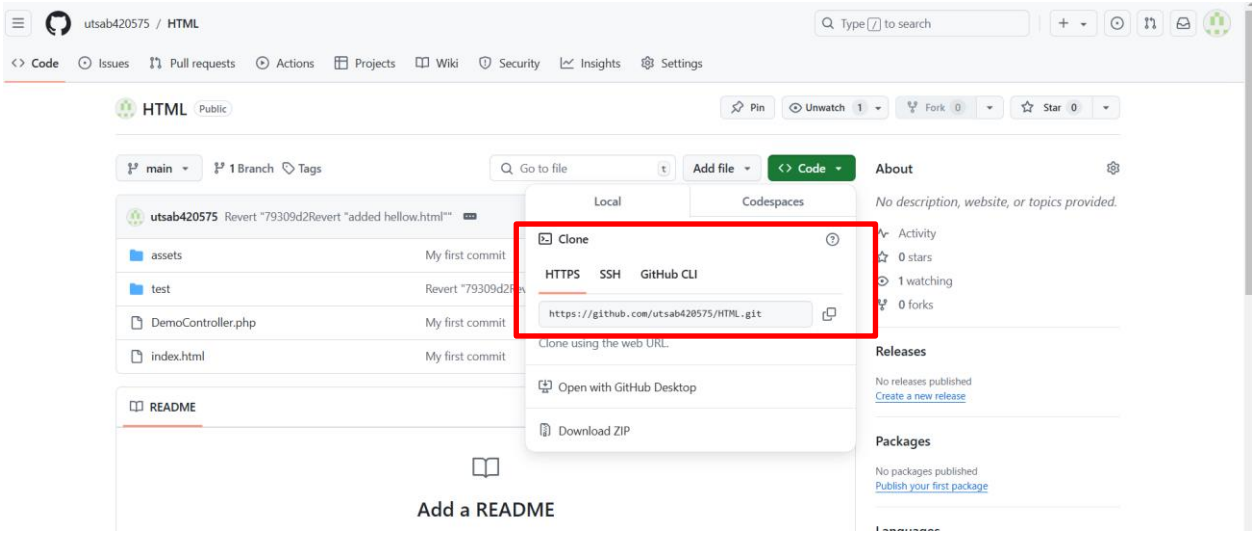 utsab420575 / HTML
Type / to search
<> Code Issues Pull requests Actions Projects Wiki Security Insights Settings
HTML Public
Pin Unwatch 1 Fork 0 Star 0
main 1 Branch Tags
Go to file t
Add file <> Code
Local Codespaces
Clone
HTTPS SSH GitHub CLI
https://github.com/utsab420575/HTML.git
Clone using the web URL.
Open with GitHub Desktop
Download ZIP
utsab420575 Revert "79309d2Revert "added hellow.html""
assets My first commit
test Revert "79309d2Rev
DemoController.php My first commit
index.html My first commit
README
Add a README
About
No description, website, or topics provided.
Activity
0 stars
1 watching
0 forks
Releases
No releases published
Create a new release
Packages
No packages published
Publish your first package
Languages